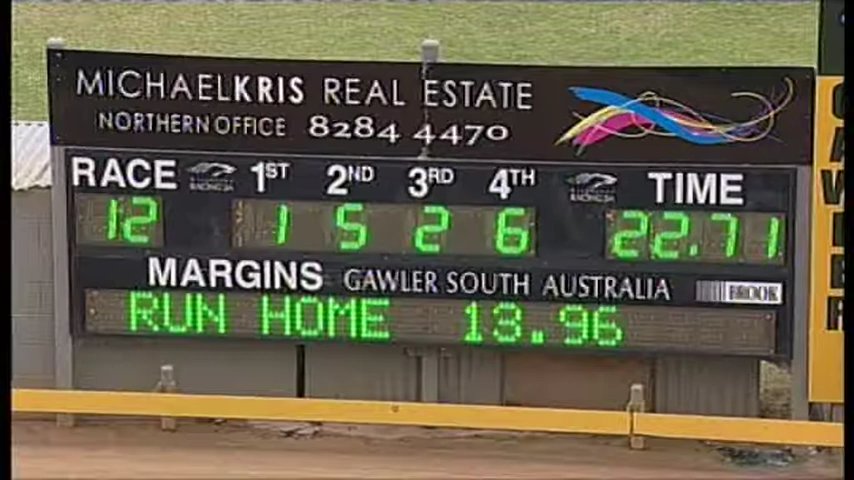 MICHAELKRIS REAL ESTATE
NORTHERN OFFICE 8284 4470
RACE 1ST 2ND 3RD 4TH TIME
12 1 5 2 6 22.71
MARGINS GAWLER SOUTH AUSTRALIA BROOK
RUN HOME 13.96
GAWLER